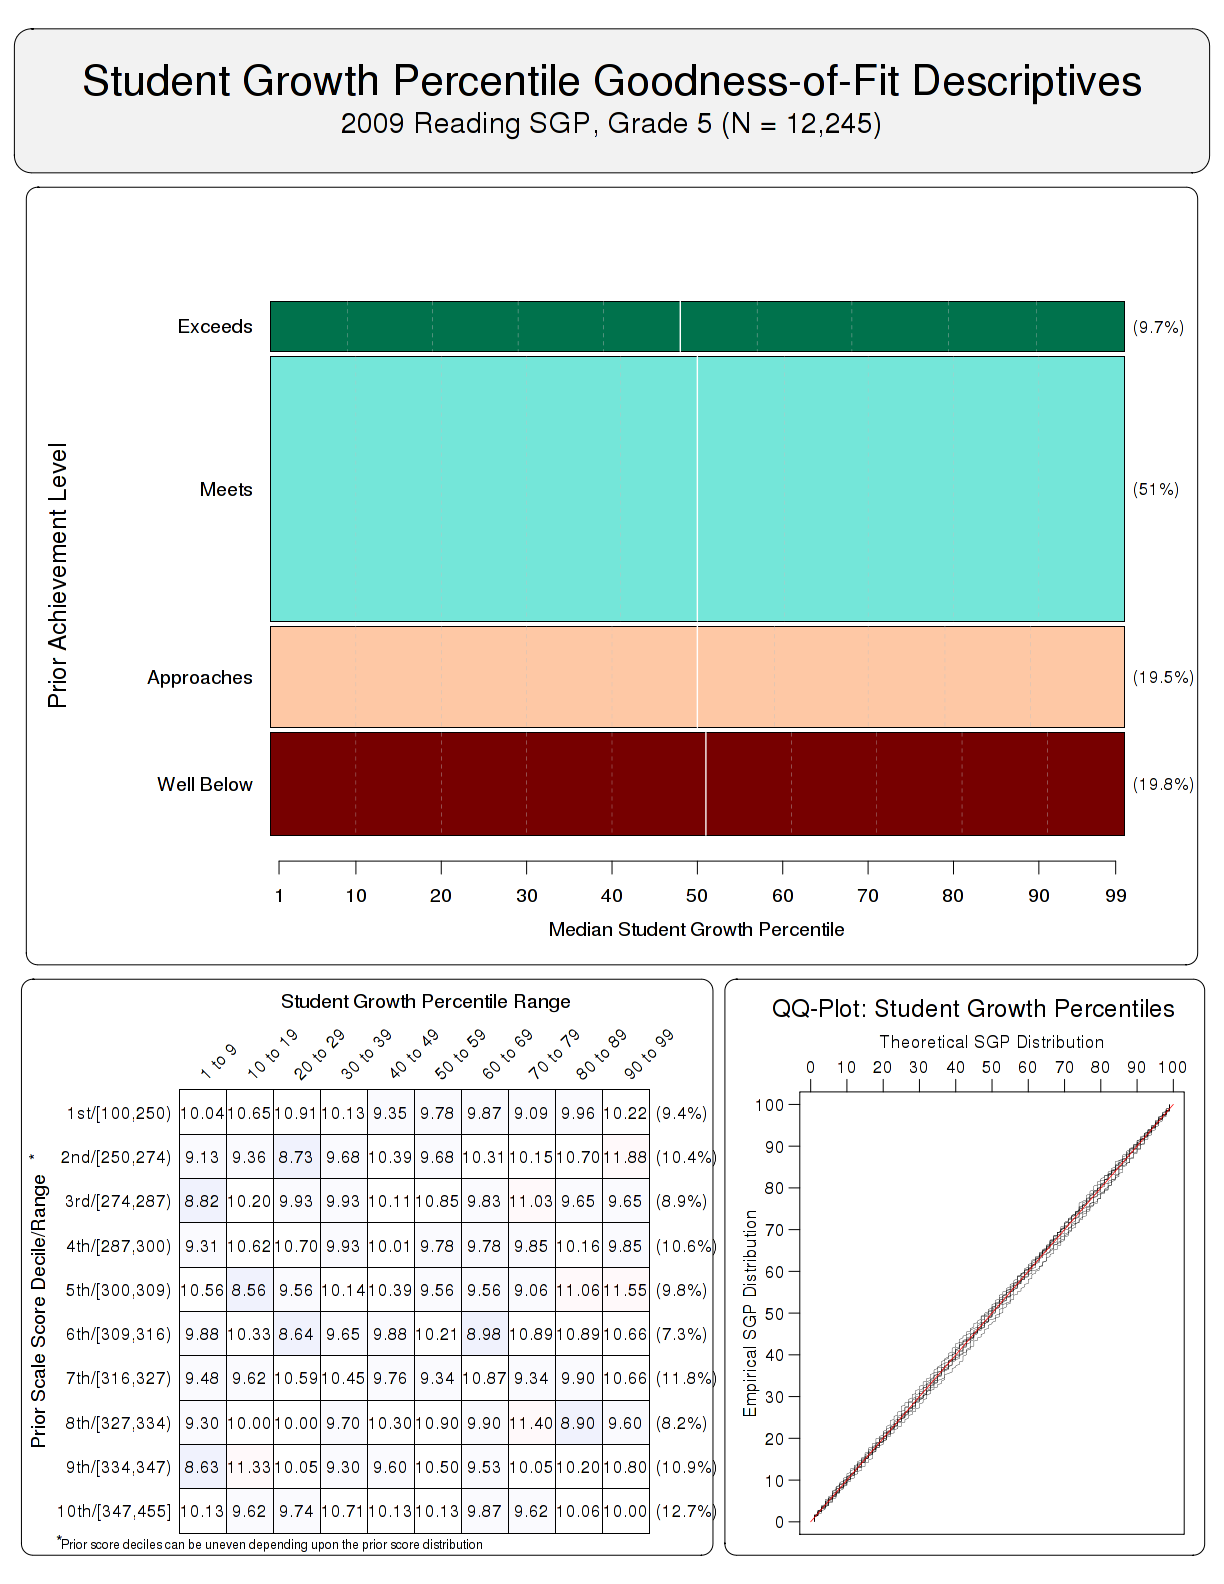 Student Growth Percentile Goodness-of-Fit Descriptives
2009 Reading SGP, Grade 5 (N = 12,245)
Prior Achievement Level
Exceeds (9.7%)
Meets (51%)
Approaches (19.5%)
Well Below (19.8%)
1 10 20 30 40 50 60 70 80 90 99
Median Student Growth Percentile
Student Growth Percentile Range
1 to 9 10 to 19 20 to 29 30 to 39 40 to 49 50 to 59 60 to 69 70 to 79 80 to 89 90 to 99
Prior Scale Score Decile/Range *
1st/[100,250) 10.04 10.65 10.91 10.13 9.35 9.78 9.87 9.09 9.96 10.22 (9.4%)
2nd/[250,274) 9.13 9.36 8.73 9.68 10.39 9.68 10.31 10.15 10.70 11.88 (10.4%)
3rd/[274,287) 8.82 10.20 9.93 9.93 10.11 10.85 9.83 11.03 9.65 9.65 (8.9%)
4th/[287,300) 9.31 10.62 10.70 9.93 10.01 9.78 9.78 9.85 10.16 9.85 (10.6%)
5th/[300,309) 10.56 8.56 9.56 10.14 10.39 9.56 9.56 9.06 11.06 11.55 (9.8%)
6th/[309,316) 9.88 10.33 8.64 9.65 9.88 10.21 8.98 10.89 10.89 10.66 (7.3%)
7th/[316,327) 9.48 9.62 10.59 10.45 9.76 9.34 10.87 9.34 9.90 10.66 (11.8%)
8th/[327,334) 9.30 10.00 10.00 9.70 10.30 10.90 9.90 11.40 8.90 9.60 (8.2%)
9th/[334,347) 8.63 11.33 10.05 9.30 9.60 10.50 9.53 10.05 10.20 10.80 (10.9%)
10th/[347,455] 10.13 9.62 9.74 10.71 10.13 10.13 9.87 9.62 10.06 10.00 (12.7%)
*Prior score deciles can be uneven depending upon the prior score distribution
QQ-Plot: Student Growth Percentiles
Theoretical SGP Distribution
0 10 20 30 40 50 60 70 80 90 100
Empirical SGP Distribution
100
90
80
70
60
50
40
30
20
10
0